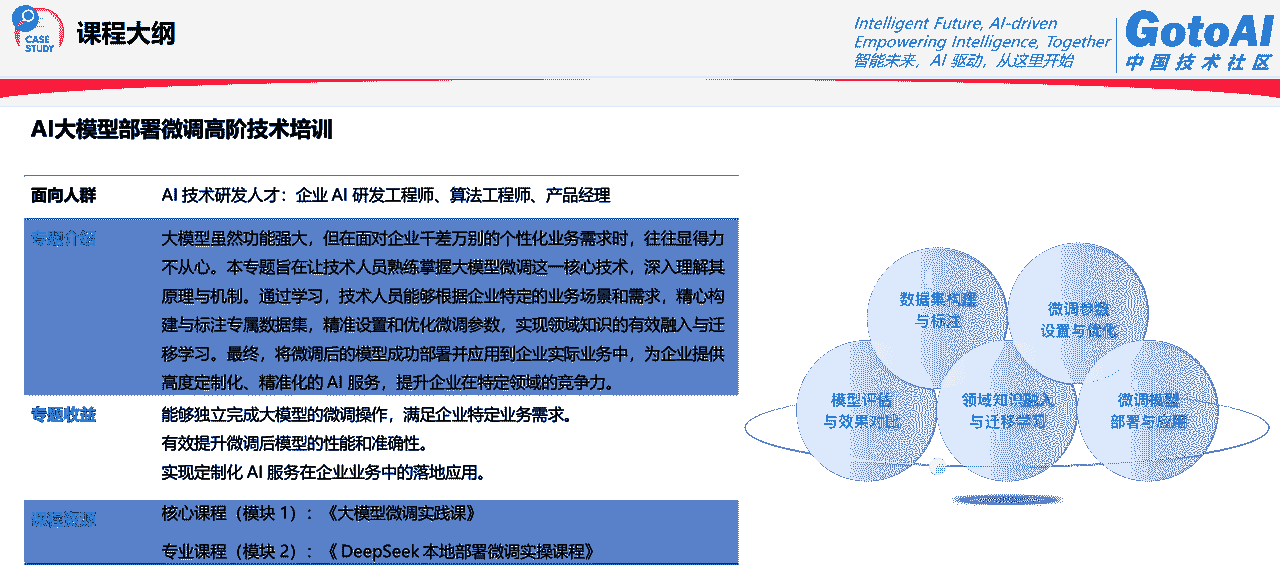 CASE
STUDY
课程大纲
Intelligent Future, AI-driven
Empowering Intelligence, Together
智能未来，AI 驱动，从这里开始
GotoAI
中国技术社区
AI大模型部署微调高阶技术培训
面向人群
AI 技术研发人才：企业 AI 研发工程师、算法工程师、产品经理
专题介绍
大模型虽然功能强大，但在面对企业千差万别的个性化业务需求时，往往显得力
不从心。本专题旨在让技术人员熟练掌握大模型微调这一核心技术，深入理解其
原理与机制。通过学习，技术人员能够根据企业特定的业务场景和需求，精心构
建与标注专属数据集，精准设置和优化微调参数，实现领域知识的有效融入与迁
移学习。最终，将微调后的模型成功部署并应用到企业实际业务中，为企业提供
高度定制化、精准化的 AI 服务，提升企业在特定领域的竞争力。
专题收益
能够独立完成大模型的微调操作，满足企业特定业务需求。
有效提升微调后模型的性能和准确性。
实现定制化 AI 服务在企业业务中的落地应用。
核心课程（模块 1）：《大模型微调实践课》
专业课程（模块 2）：《 DeepSeek 本地部署微调实操课程》
数据集构建
与标注
微调参数
设置与优化
模型评估
与效果对比
领域知识融入
与迁移学习
微调模型
部署与应用